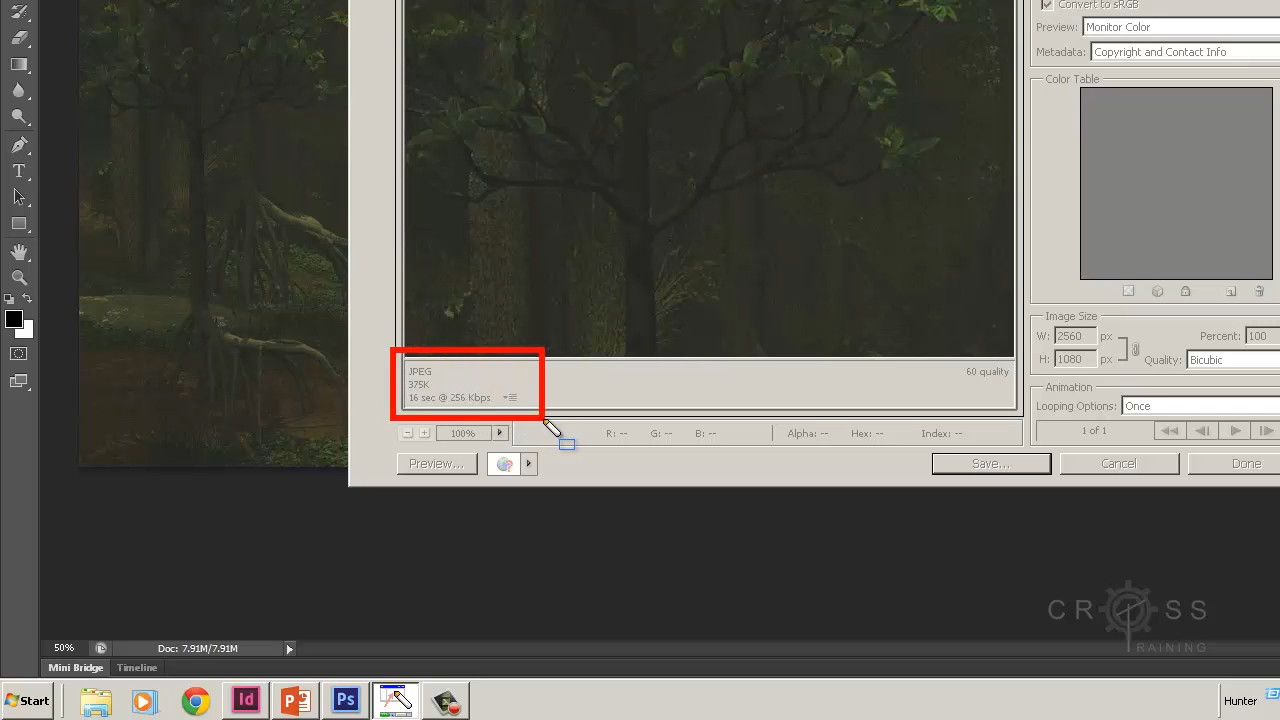 Convert to sRGB
Preview: Monitor Color
Metadata: Copyright and Contact Info
Color Table
Image Size
W: 2560 px Percent: 100
H: 1080 px Quality: Bicubic
JPEG 60 quality
375K
16 sec @ 256 Kbps
Animation
Looping Options: Once
1 of 1
100% R: -- G: -- B: -- Alpha: -- Hex: -- Index: --
Preview... Save... Cancel Done
CROSS
TRAINING
50% Doc: 7.91M/7.91M
Mini Bridge Timeline
Start Id P Ps Hunter